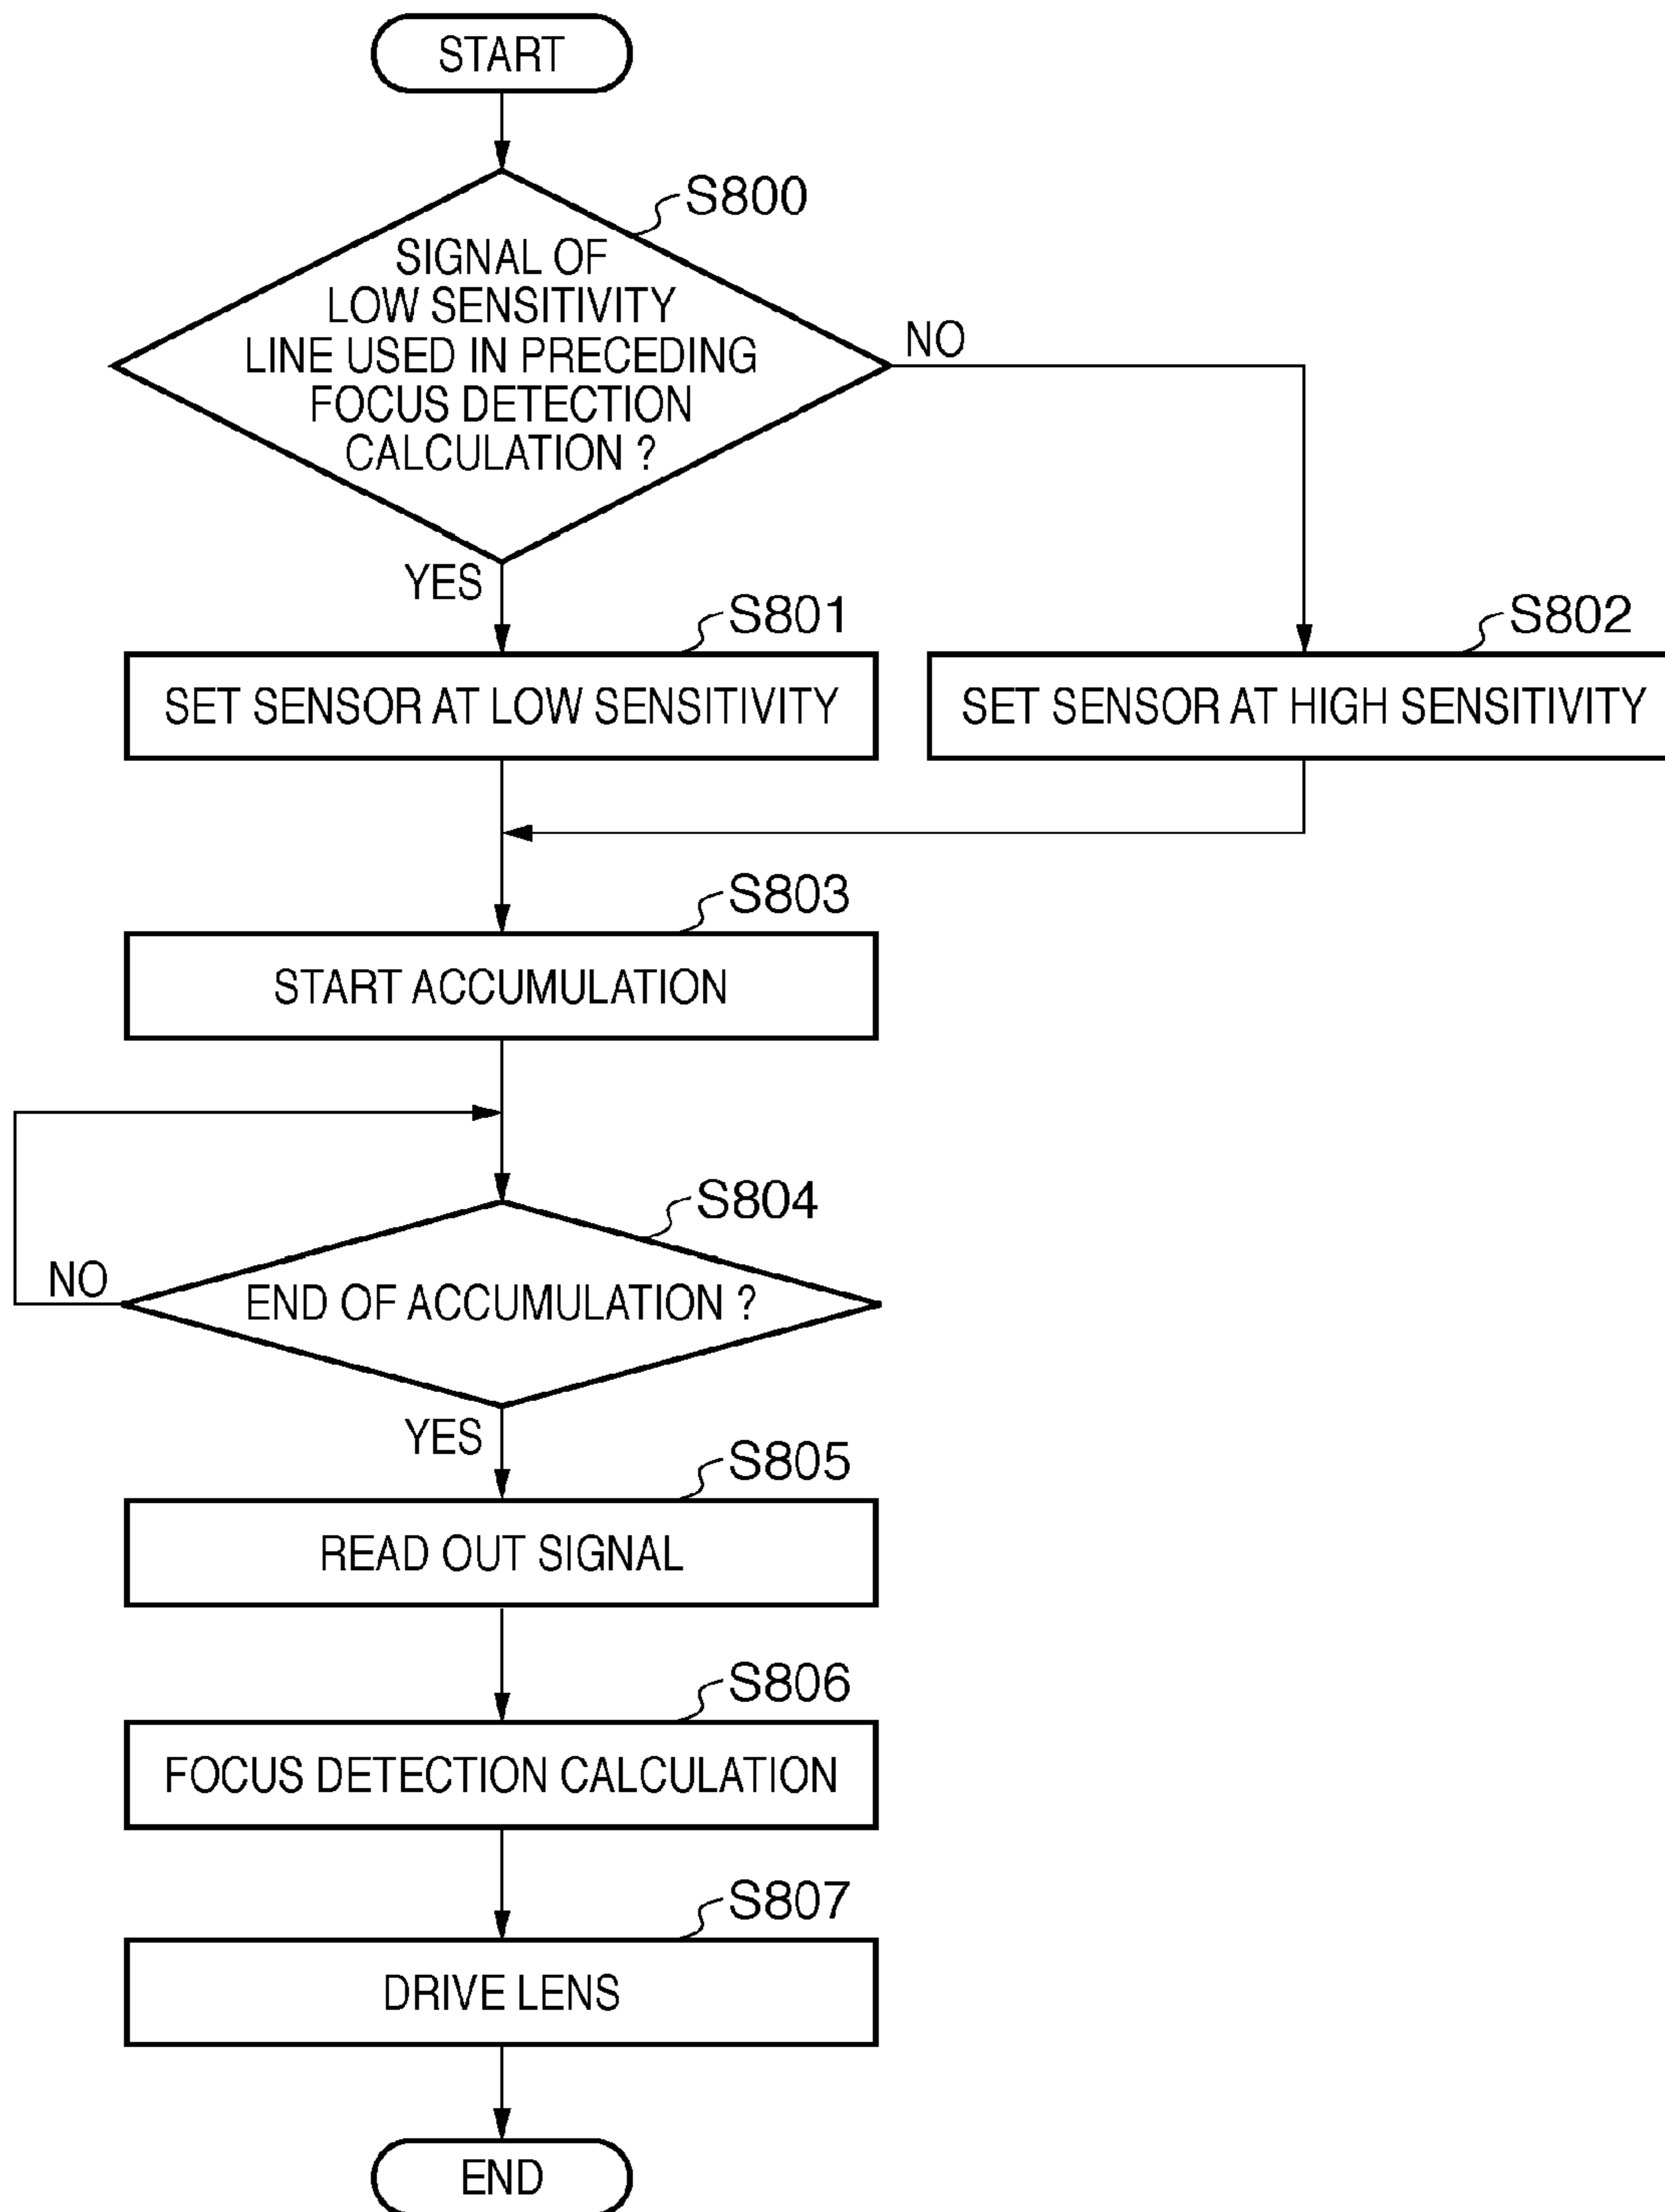 START
S800
SIGNAL OF
LOW SENSITIVITY
LINE USED IN PRECEDING
FOCUS DETECTION
CALCULATION ?
NO
YES
S801
S802
SET SENSOR AT LOW SENSITIVITY
SET SENSOR AT HIGH SENSITIVITY
S803
START ACCUMULATION
S804
NO
END OF ACCUMULATION ?
YES
S805
READ OUT SIGNAL
S806
FOCUS DETECTION CALCULATION
S807
DRIVE LENS
END